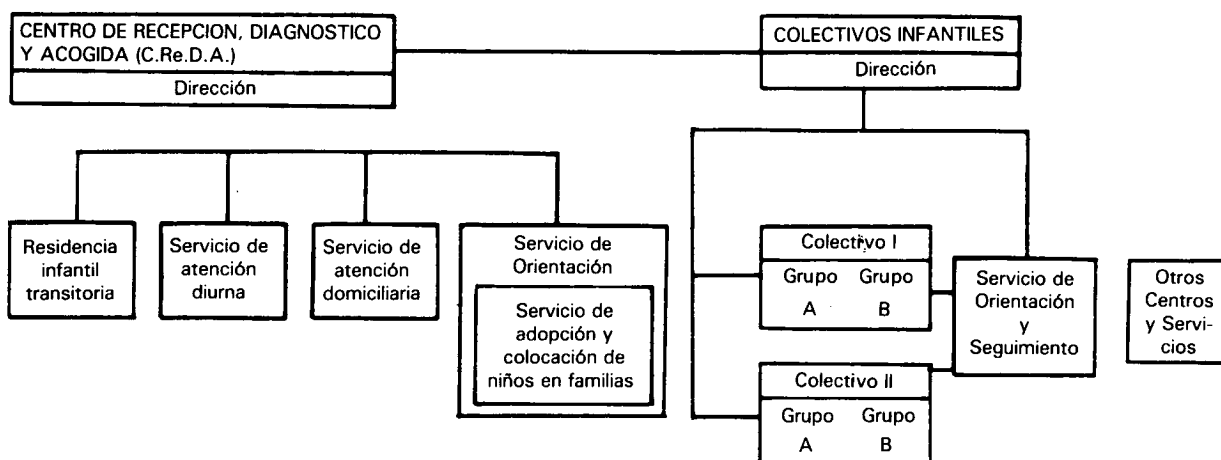 CENTRO DE RECEPCION, DIAGNOSTICO
Y ACOGIDA (C.Re.D.A.)
Dirección
COLECTIVOS INFANTILES
Dirección
Residencia
infantil
transitoria
Servicio de
atención
diurna
Servicio de
atención
domiciliaria
Servicio de
Orientación
Servicio de
adopción y
colocación de
niños en familias
Colectivo I
Grupo Grupo
A B
Colectivo II
Grupo Grupo
A B
Servicio de
Orientación
y
Seguimiento
Otros
Centros
y Servi-
cios